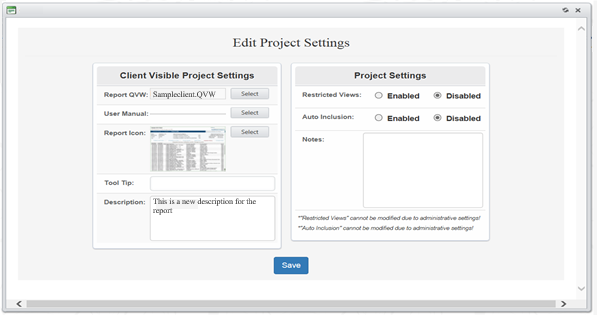 Edit Project Settings
Client Visible Project Settings
Report QVW: Sampleclient.QVW Select
User Manual: Select
Report Icon: Select
Tool Tip:
Description: This is a new description for the
report
Project Settings
Restricted Views: Enabled Disabled
Auto Inclusion: Enabled Disabled
Notes:
*"Restricted Views" cannot be modified due to administrative settings!
*"Auto Inclusion" cannot be modified due to administrative settings!
Save